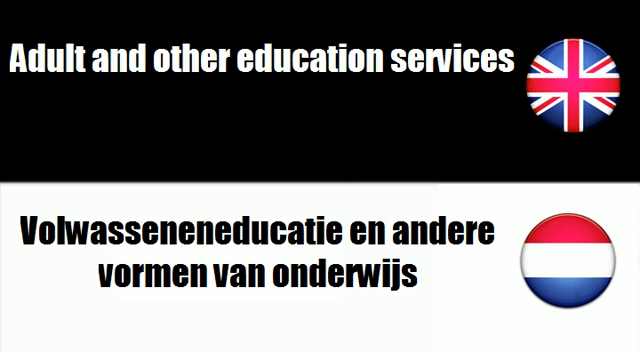 Adult and other education services
Volwasseneneducatie en andere
vormen van onderwijs